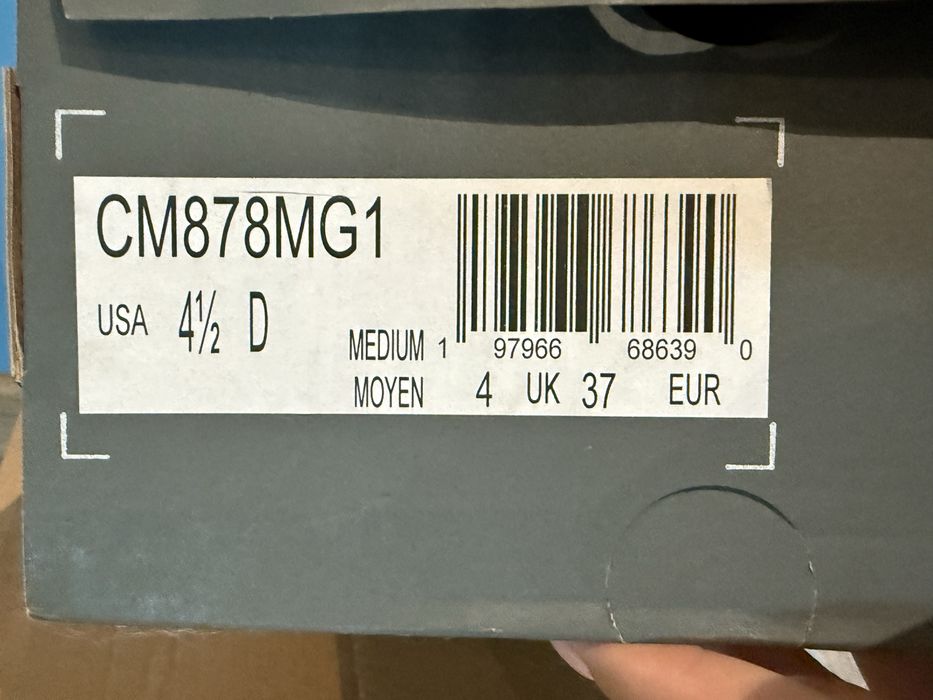 CM878MG1
USA 4½ D
MEDIUM 1 97966 68639 0
MOYEN 4 UK 37 EUR